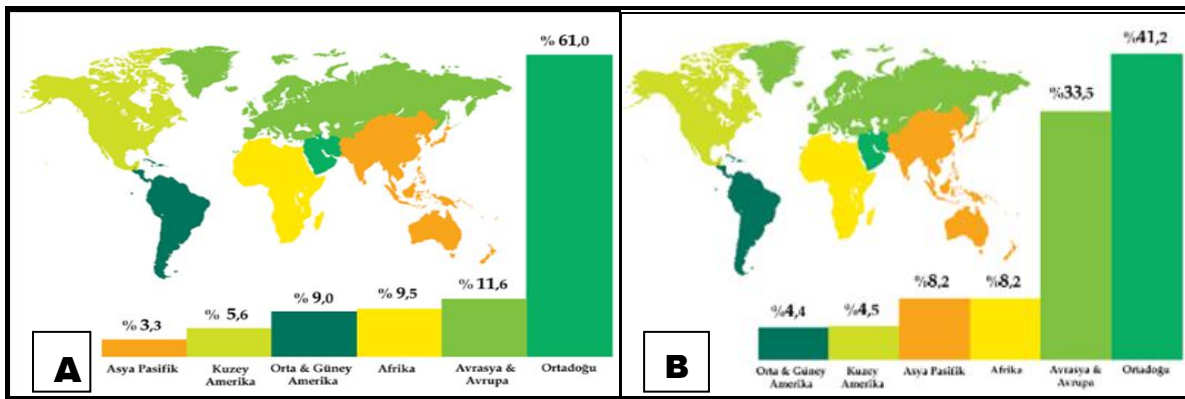 % 61,0
% 11,6
% 9,5
% 9,0
% 5,6
% 3,3
A
Asya Pasifik
Kuzey
Amerika
Orta & Güney
Amerika
Afrika
Avrasya &
Avrupa
Ortadoğu
%41,2
%33,5
%8,2
%8,2
%4,5
%4,4
B
Orta & Güney
Amerika
Kuzey
Amerika
Asya Pasifik
Afrika
Avrasya &
Avrupa
Ortadoğu